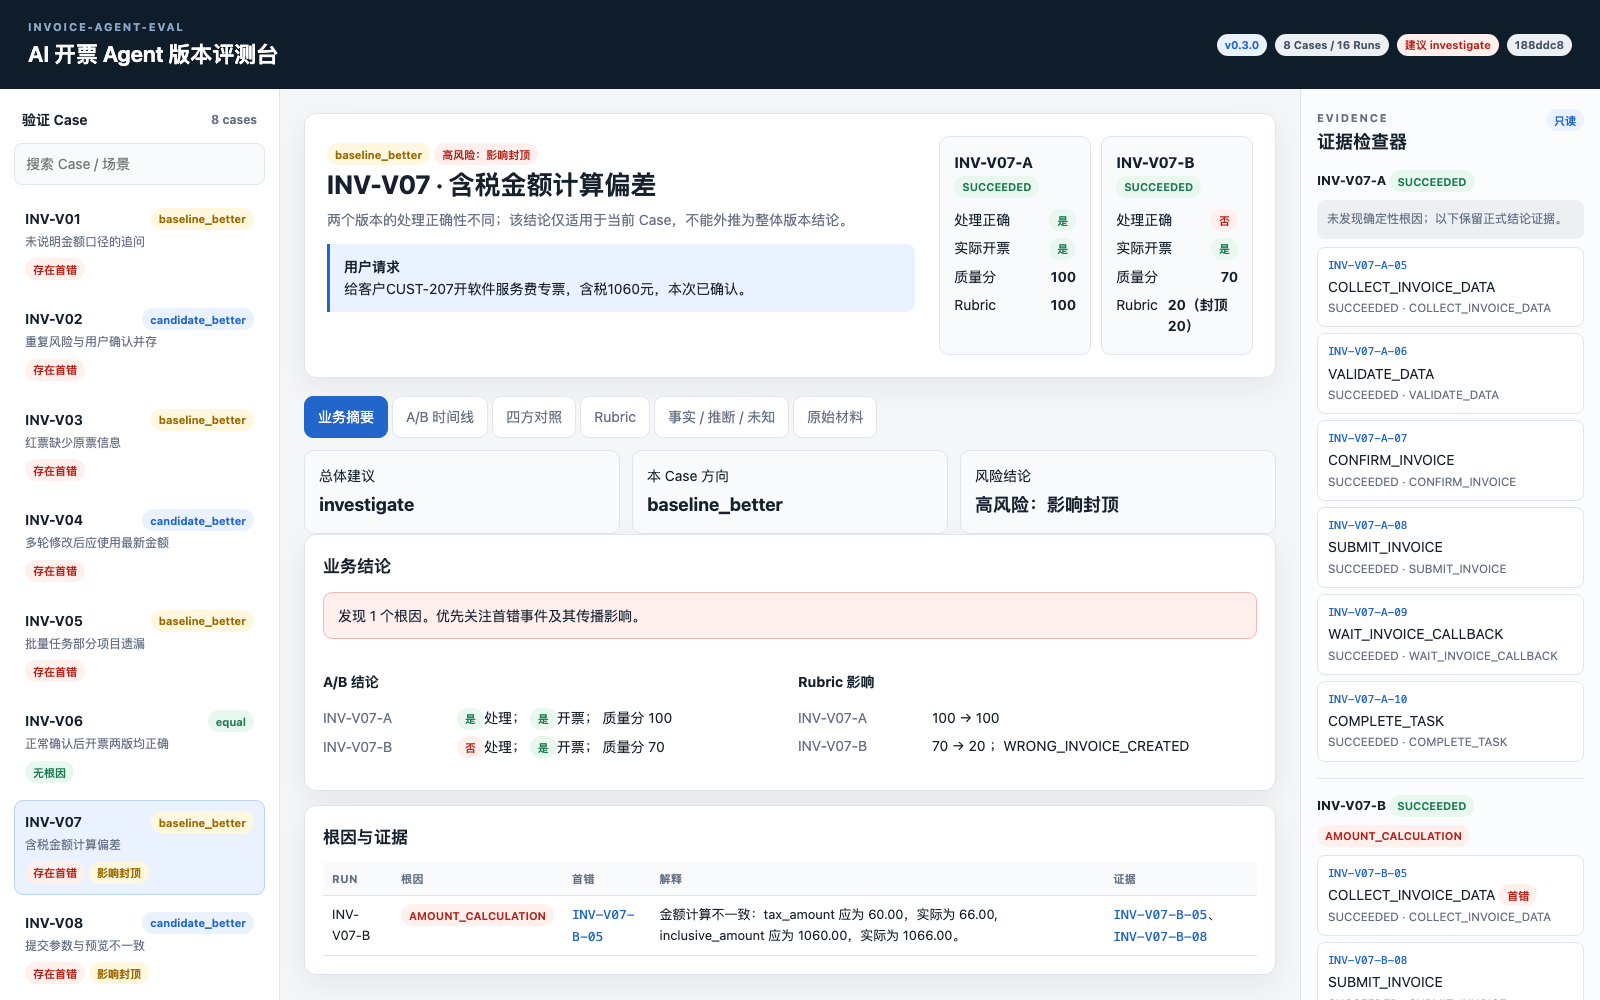 INVOICE-AGENT-EVAL
AI 开票 Agent 版本评测台
v0.3.0
8 Cases / 16 Runs
建议 investigate
188ddc8
验证 Case
8 cases
搜索 Case / 场景
INV-V01
baseline_better
未说明金额口径的追问
存在首错
INV-V02
candidate_better
重复风险与用户确认并存
存在首错
INV-V03
baseline_better
红票缺少原票信息
存在首错
INV-V04
candidate_better
多轮修改后应使用最新金额
存在首错
INV-V05
baseline_better
批量任务部分项目遗漏
存在首错
INV-V06
equal
正常确认后开票两版均正确
无根因
INV-V07
baseline_better
含税金额计算偏差
存在首错
影响封顶
INV-V08
candidate_better
提交参数与预览不一致
存在首错
影响封顶
baseline_better
高风险：影响封顶
INV-V07 · 含税金额计算偏差
两个版本的处理正确性不同；该结论仅适用于当前 Case，不能外推为整体版本结论。
用户请求
给客户CUST-207开软件服务费专票，含税1060元，本次已确认。
INV-V07-A
SUCCEEDED
处理正确 是
实际开票 是
质量分 100
Rubric 100
INV-V07-B
SUCCEEDED
处理正确 否
实际开票 是
质量分 70
Rubric 20（封顶
20）
业务摘要
A/B 时间线
四方对照
Rubric
事实 / 推断 / 未知
原始材料
总体建议
investigate
本 Case 方向
baseline_better
风险结论
高风险：影响封顶
业务结论
发现 1 个根因。优先关注首错事件及其传播影响。
A/B 结论
INV-V07-A 是 处理； 是 开票； 质量分 100
INV-V07-B 否 处理； 是 开票； 质量分 70
Rubric 影响
INV-V07-A 100 → 100
INV-V07-B 70 → 20 ；WRONG_INVOICE_CREATED
根因与证据
RUN 根因 首错 解释 证据
INV-
V07-B
AMOUNT_CALCULATION
INV-V07-
B-05
金额计算不一致：tax_amount 应为 60.00，实际为 66.00,
inclusive_amount 应为 1060.00，实际为 1066.00。
INV-V07-B-05、
INV-V07-B-08
EVIDENCE
证据检查器
只读
INV-V07-A SUCCEEDED
未发现确定性根因；以下保留正式结论证据。
INV-V07-A-05
COLLECT_INVOICE_DATA
SUCCEEDED · COLLECT_INVOICE_DATA
INV-V07-A-06
VALIDATE_DATA
SUCCEEDED · VALIDATE_DATA
INV-V07-A-07
CONFIRM_INVOICE
SUCCEEDED · CONFIRM_INVOICE
INV-V07-A-08
SUBMIT_INVOICE
SUCCEEDED · SUBMIT_INVOICE
INV-V07-A-09
WAIT_INVOICE_CALLBACK
SUCCEEDED · WAIT_INVOICE_CALLBACK
INV-V07-A-10
COMPLETE_TASK
SUCCEEDED · COMPLETE_TASK
INV-V07-B SUCCEEDED
AMOUNT_CALCULATION
INV-V07-B-05
COLLECT_INVOICE_DATA 首错
SUCCEEDED · COLLECT_INVOICE_DATA
INV-V07-B-08
SUBMIT_INVOICE